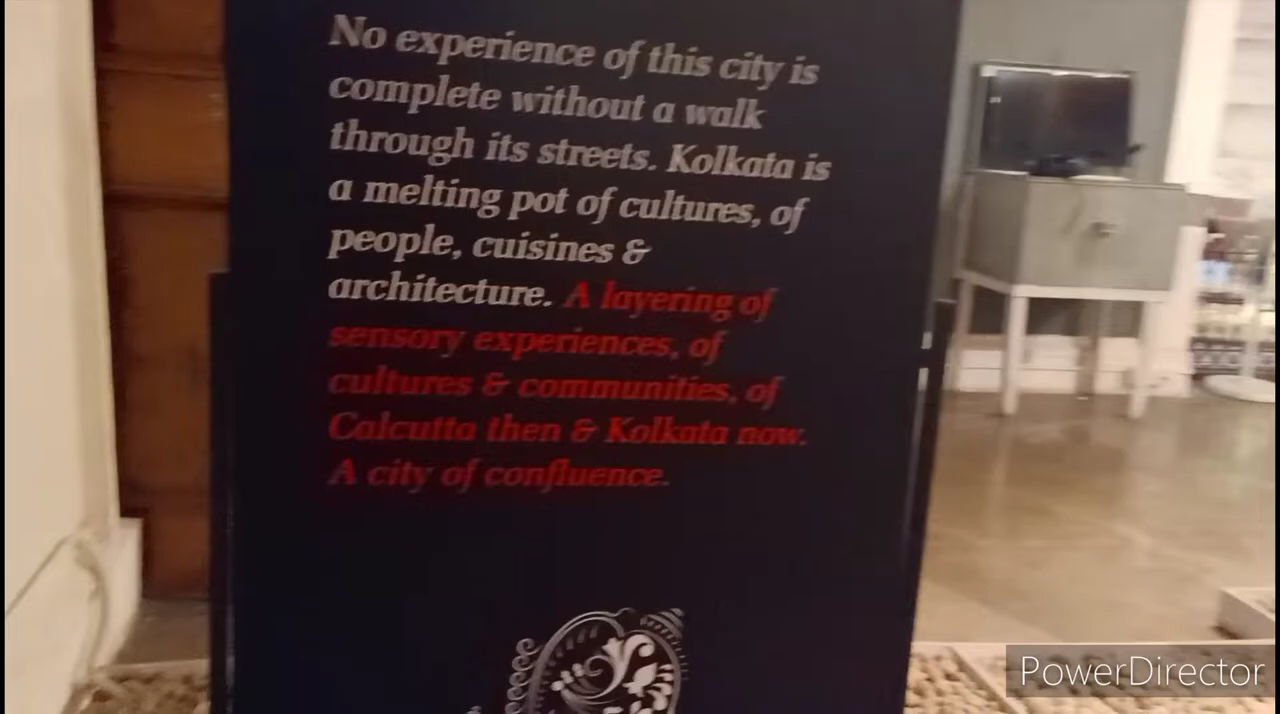 No experience of this city is
complete without a walk
through its streets. Kolkata is
a melting pot of cultures, of
people, cuisines &
architecture. A layering of
sensory experiences, of
cultures & communities, of
Calcutta then & Kolkata now.
A city of confluence.
PowerDirector